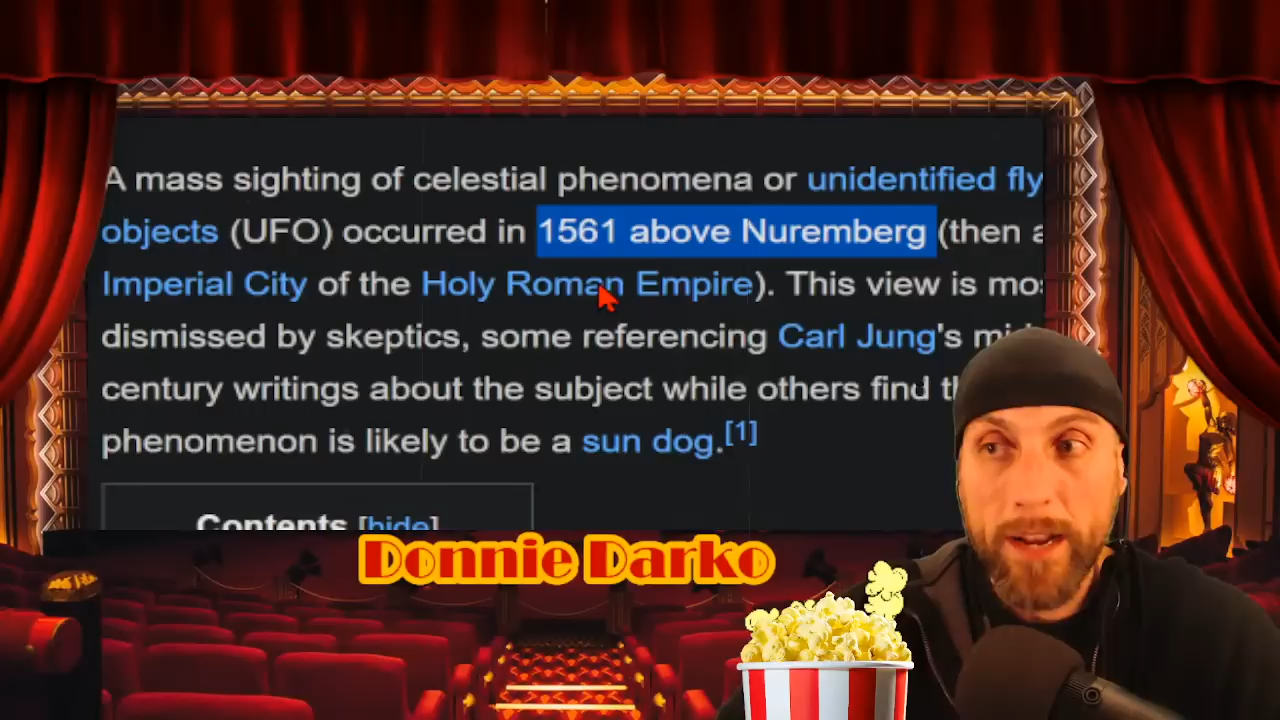 A mass sighting of celestial phenomena or unidentified fly
objects (UFO) occurred in 1561 above Nuremberg (then a
Imperial City of the Holy Roman Empire). This view is mos
dismissed by skeptics, some referencing Carl Jung's mid
century writings about the subject while others find th
phenomenon is likely to be a sun dog.[1]
Contents [hide]
Donnie Darko